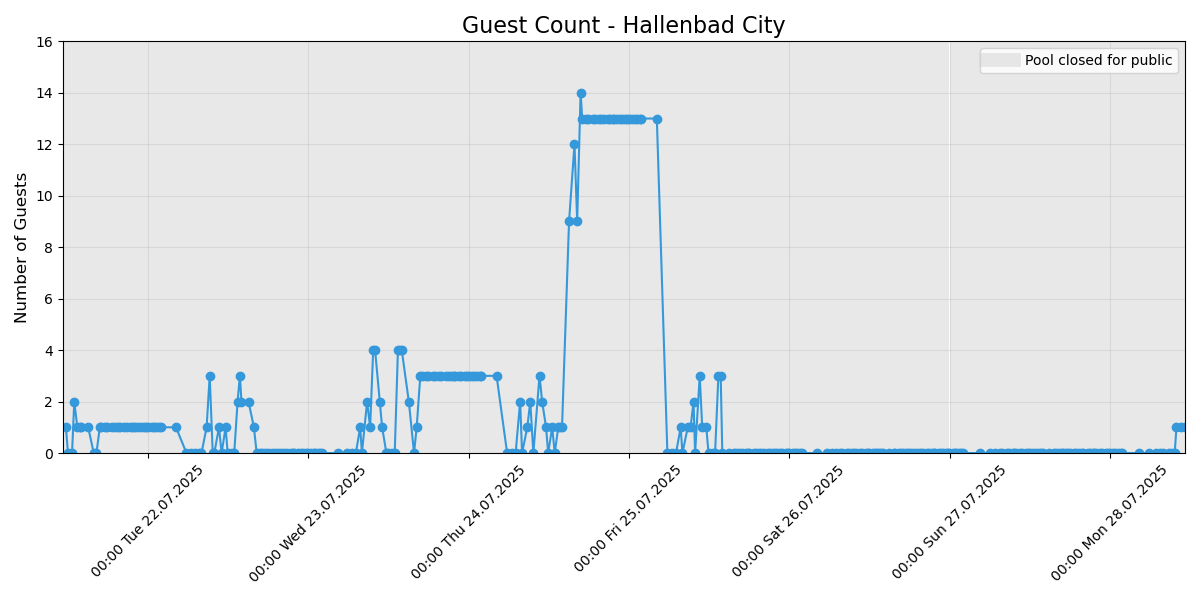 Guest Count - Hallenbad City
Pool closed for public
Number of Guests
16
14
12
10
8
6
4
2
0
00:00 Tue 22.07.2025
00:00 Wed 23.07.2025
00:00 Thu 24.07.2025
00:00 Fri 25.07.2025
00:00 Sat 26.07.2025
00:00 Sun 27.07.2025
00:00 Mon 28.07.2025